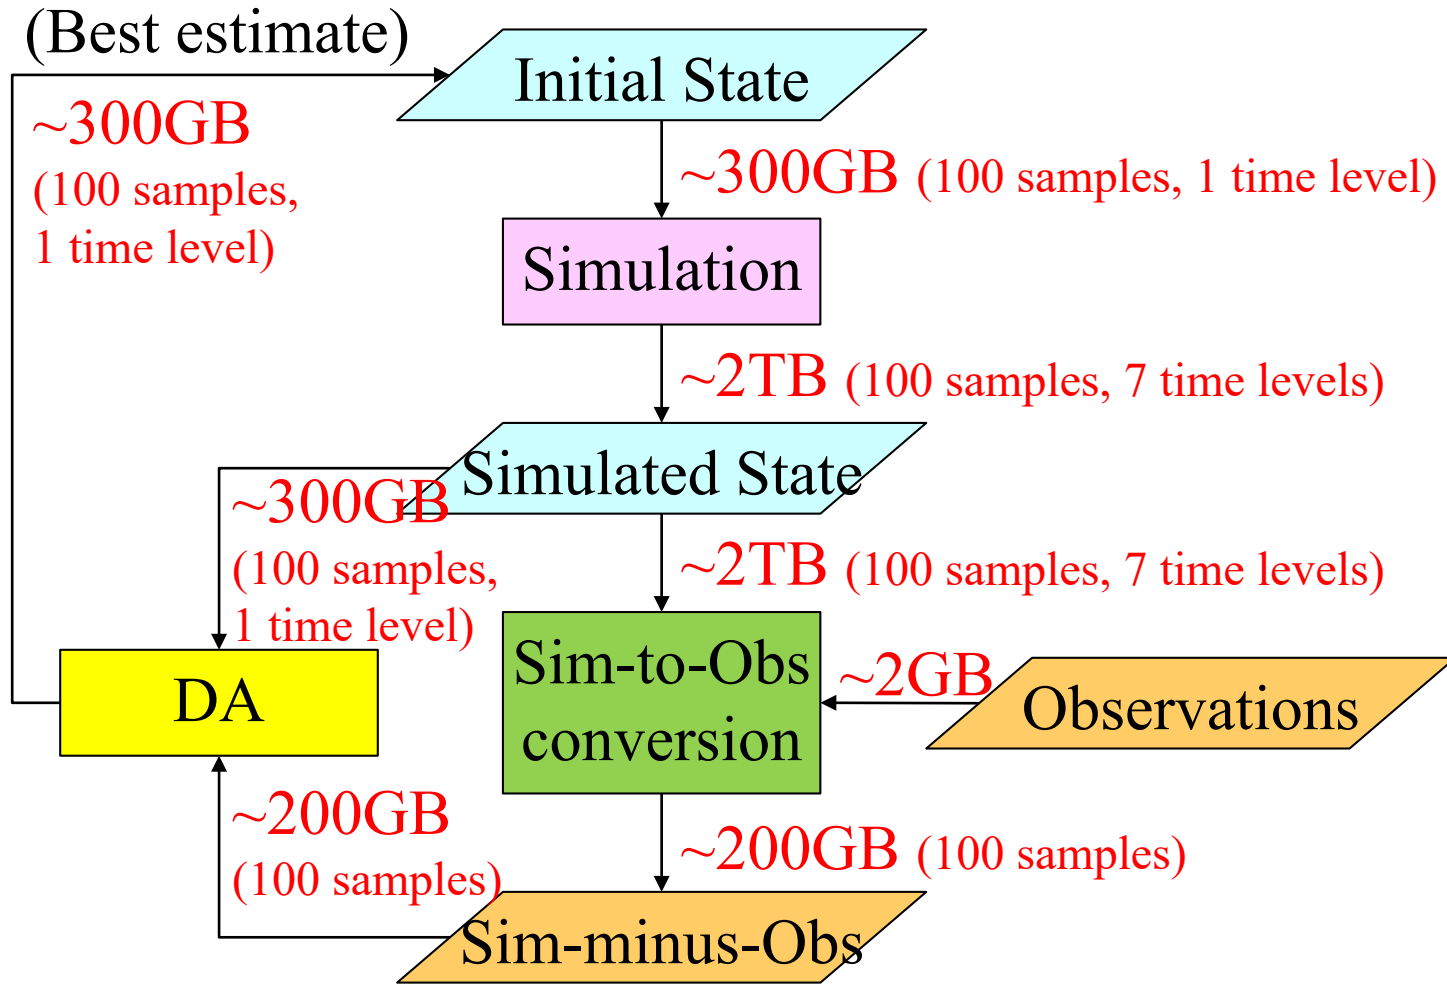 (Best estimate)
Initial State
~300GB
(100 samples,
1 time level)
~300GB (100 samples, 1 time level)
Simulation
~2TB (100 samples, 7 time levels)
Simulated State
~300GB
(100 samples,
1 time level)
~2TB (100 samples, 7 time levels)
Sim-to-Obs
conversion
~2GB
Observations
DA
~200GB
(100 samples)
~200GB (100 samples)
Sim-minus-Obs